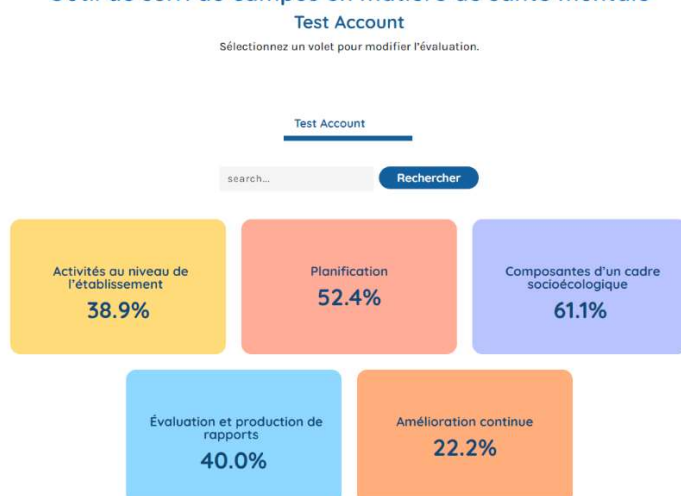 Test Account
Sélectionnez un volet pour modifier l'évaluation.
Test Account
search...
Rechercher
Activités au niveau de
l'établissement
38.9%
Planification
52.4%
Composantes d'un cadre
socioécologique
61.1%
Évaluation et production de
rapports
40.0%
Amélioration continue
22.2%